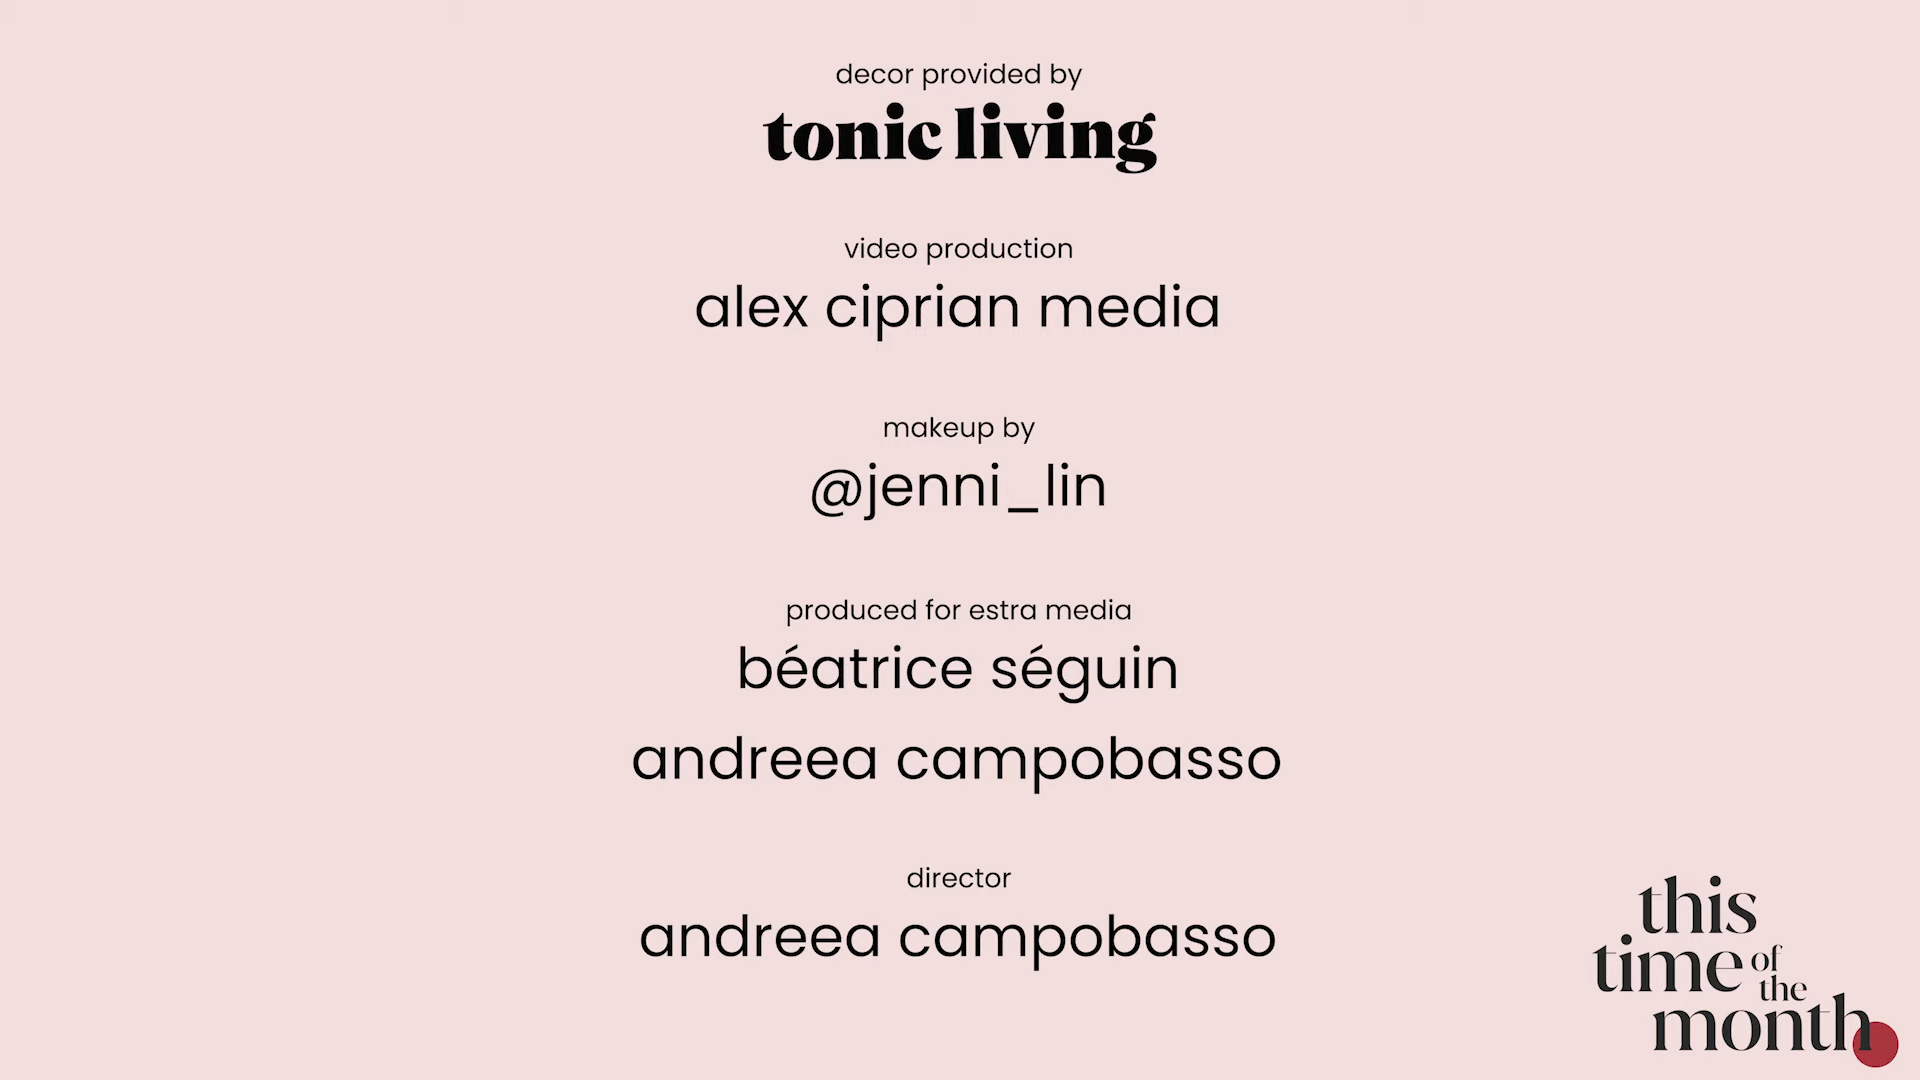 decor provided by
tonic living
video production
alex ciprian media
makeup by
@jenni_lin
produced for estra media
béatrice séguin
andreea campobasso
director
andreea campobasso
this
time of
the
month